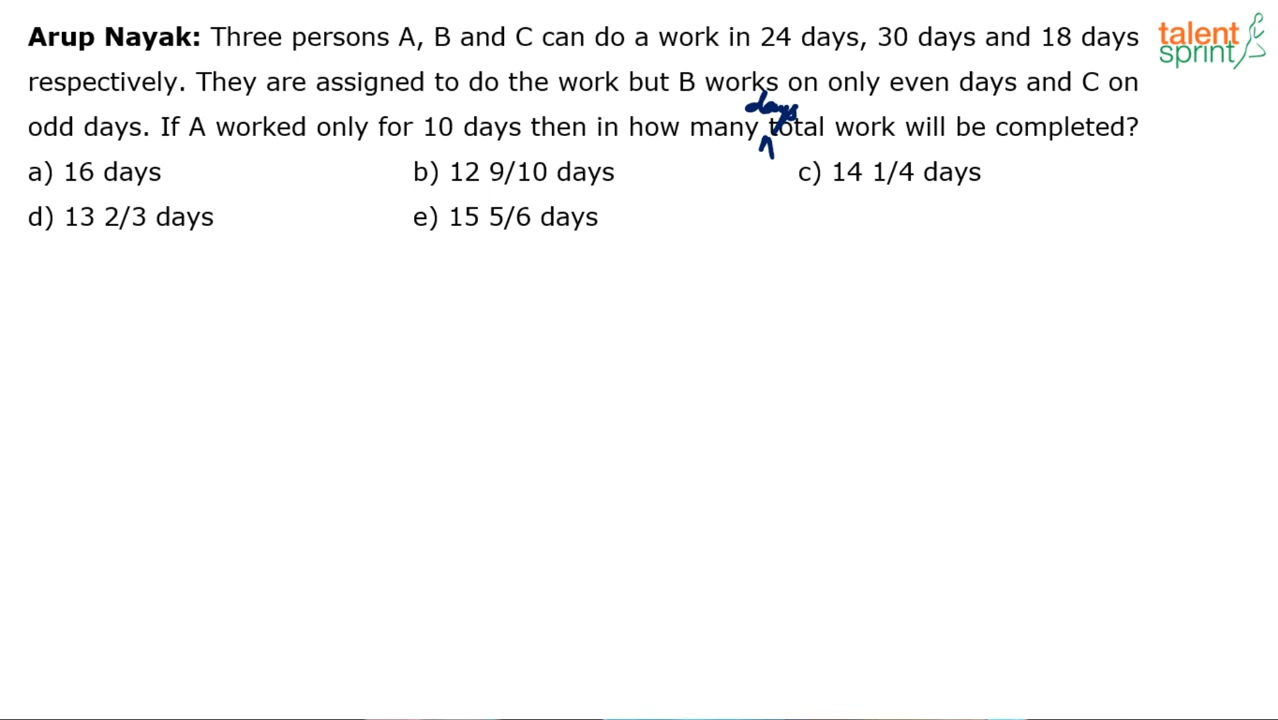 Arup Nayak: Three persons A, B and C can do a work in 24 days, 30 days and 18 days
respectively. They are assigned to do the work but B works on only even days and C on
days
odd days. If A worked only for 10 days then in how many total work will be completed?
a) 16 days b) 12 9/10 days c) 14 1/4 days
d) 13 2/3 days e) 15 5/6 days
talent
sprint